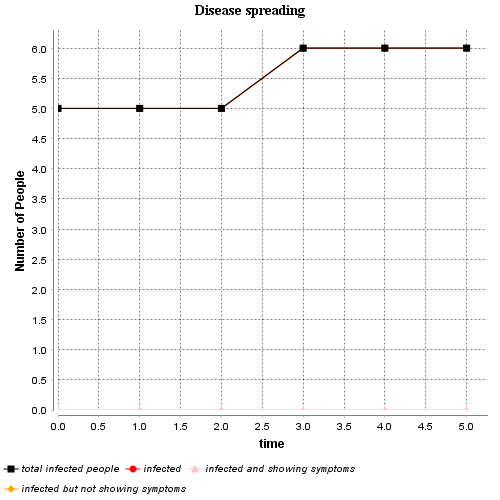 Disease spreading
6.0
5.5
5.0
4.5
4.0
3.5
3.0
2.5
2.0
1.5
1.0
0.5
0.0
Number of People
0.0 0.5 1.0 1.5 2.0 2.5 3.0 3.5 4.0 4.5 5.0
time
total infected people infected infected and showing symptoms
infected but not showing symptoms